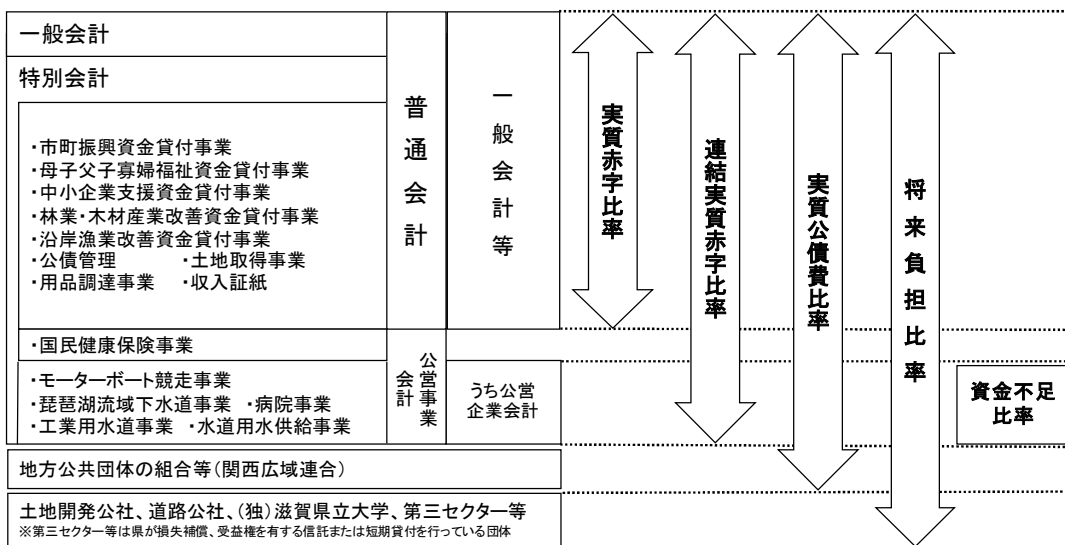 一般会計
特別会計
・市町振興資金貸付事業
・母子父子寡婦福祉資金貸付事業
・中小企業支援資金貸付事業
・林業・木材産業改善資金貸付事業
・沿岸漁業改善資金貸付事業
・公債管理　・土地取得事業
・用品調達事業　・収入証紙
・国民健康保険事業
・モーターボート競走事業
・琵琶湖流域下水道事業　・病院事業
・工業用水道事業　・水道用水供給事業
普通会計
公営事業
会計
一般会計等
うち公営
企業会計
実質赤字比率
連結実質赤字比率
実質公債費比率
将来負担比率
資金不足
比率
地方公共団体の組合等(関西広域連合)
土地開発公社、道路公社、(独)滋賀県立大学、第三セクター等
※第三セクター等は県が損失補償、受益権を有する信託または短期貸付を行っている団体